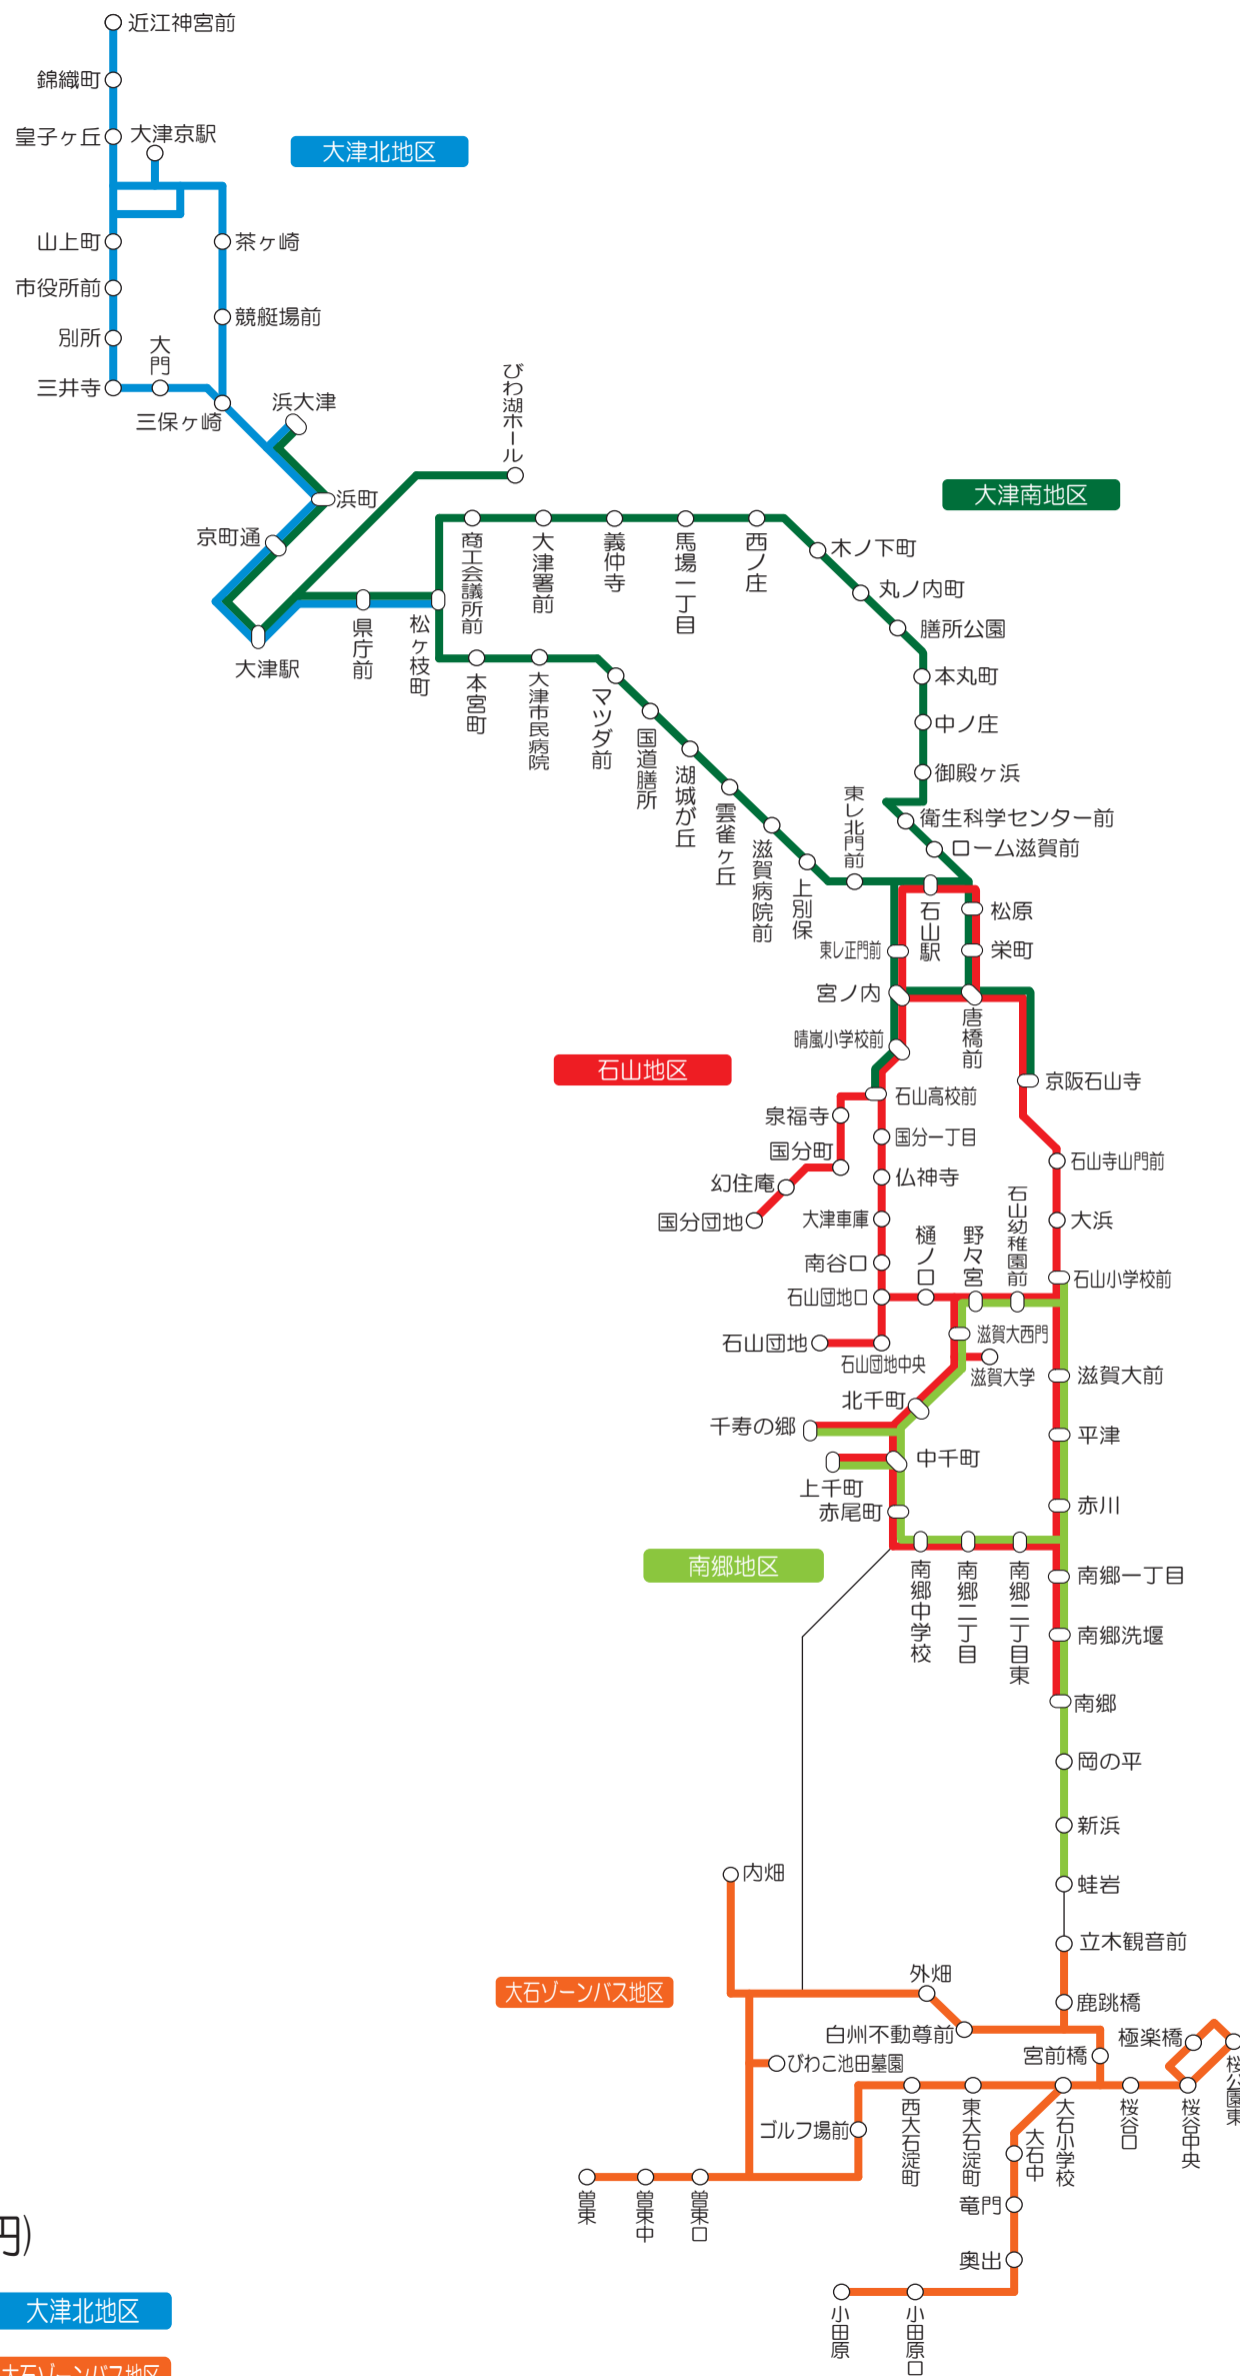 近江神宮前
錦織町
皇子ヶ丘
大津京駅
大津北地区
山上町
茶ヶ崎
市役所前
競艇場前
別所
大門
三井寺
三保ヶ崎
浜大津
びわ湖ホール
浜町
京町通
大津駅
県庁前
松ヶ枝町
大津南地区
商工会議所前
大津署前
義仲寺
馬場一丁目
西ノ庄
木ノ下町
丸ノ内町
膳所公園
本丸町
中ノ庄
御殿ヶ浜
衛生科学センター前
ローム滋賀前
本宮町
大津市民病院
マツダ前
国道膳所
湖城が丘
雲雀ヶ丘
滋賀病院前
上別保
東レ北門前
石山駅
松原
栄町
東レ正門前
宮ノ内
唐橋前
晴嵐小学校前
石山地区
京阪石山寺
石山高校前
泉福寺
国分町
幻住庵
国分団地
国分一丁目
仏神寺
大津車庫
南谷口
石山団地口
石山団地
石山団地中央
樋ノ口
野々宮
石山幼稚園前
石山寺山門前
大浜
石山小学校前
滋賀大西門
滋賀大学
滋賀大前
北千町
千寿の郷
平津
中千町
上千町
赤尾町
赤川
南郷地区
南郷中学校
南郷二丁目
南郷二丁目東
南郷一丁目
南郷洗堰
南郷
岡の平
新浜
蛙岩
内畑
立木観音前
大石ゾーンバス地区
外畑
鹿跳橋
白州不動尊前
宮前橋
極楽橋
桜公園東
びわこ池田墓園
ゴルフ場前
西大石淀町
東大石淀町
大石小学校
桜谷口
桜谷中央
大石中
曽束
曽束中
曽束口
竜門
奥出
小田原
小田原口
円)
大津北地区
大石ゾーンバス地区